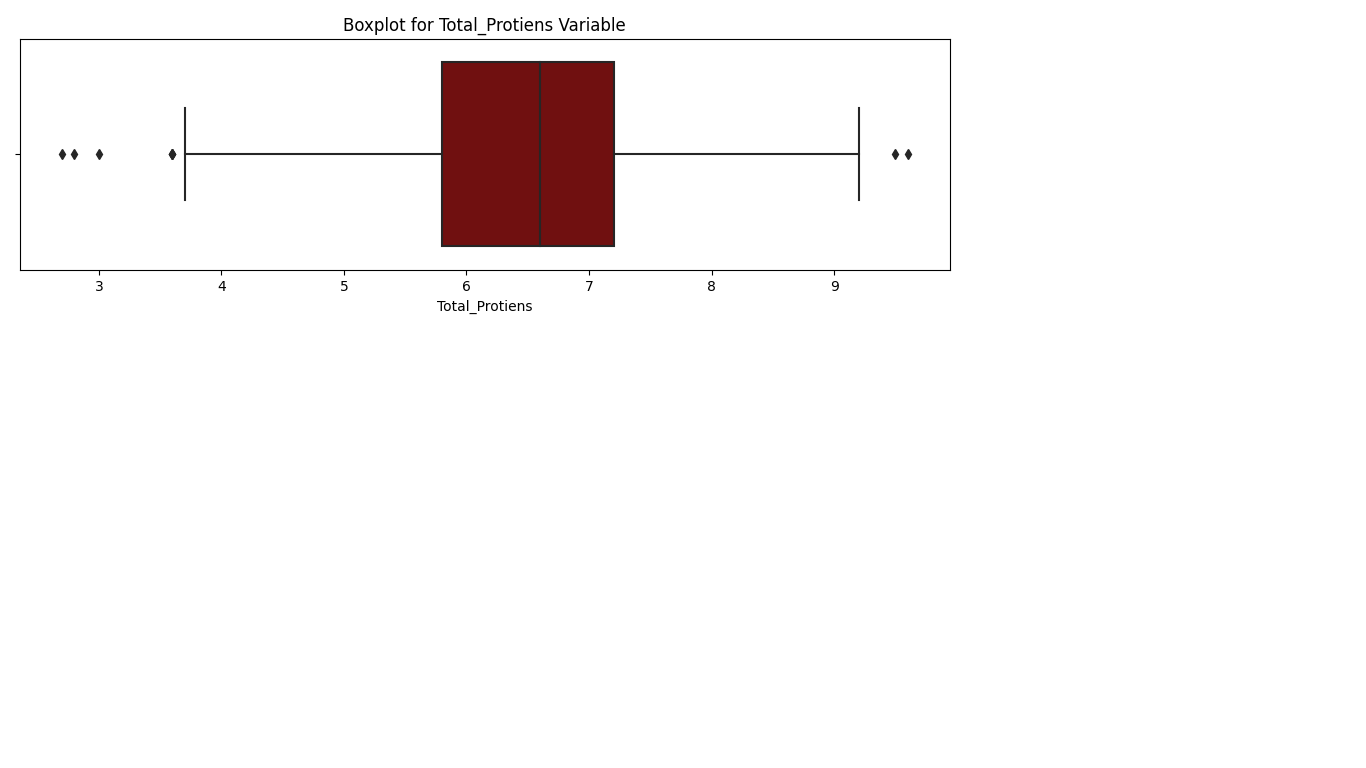 Boxplot for Total_Protiens Variable
3 4 5 6 7 8 9
Total_Protiens